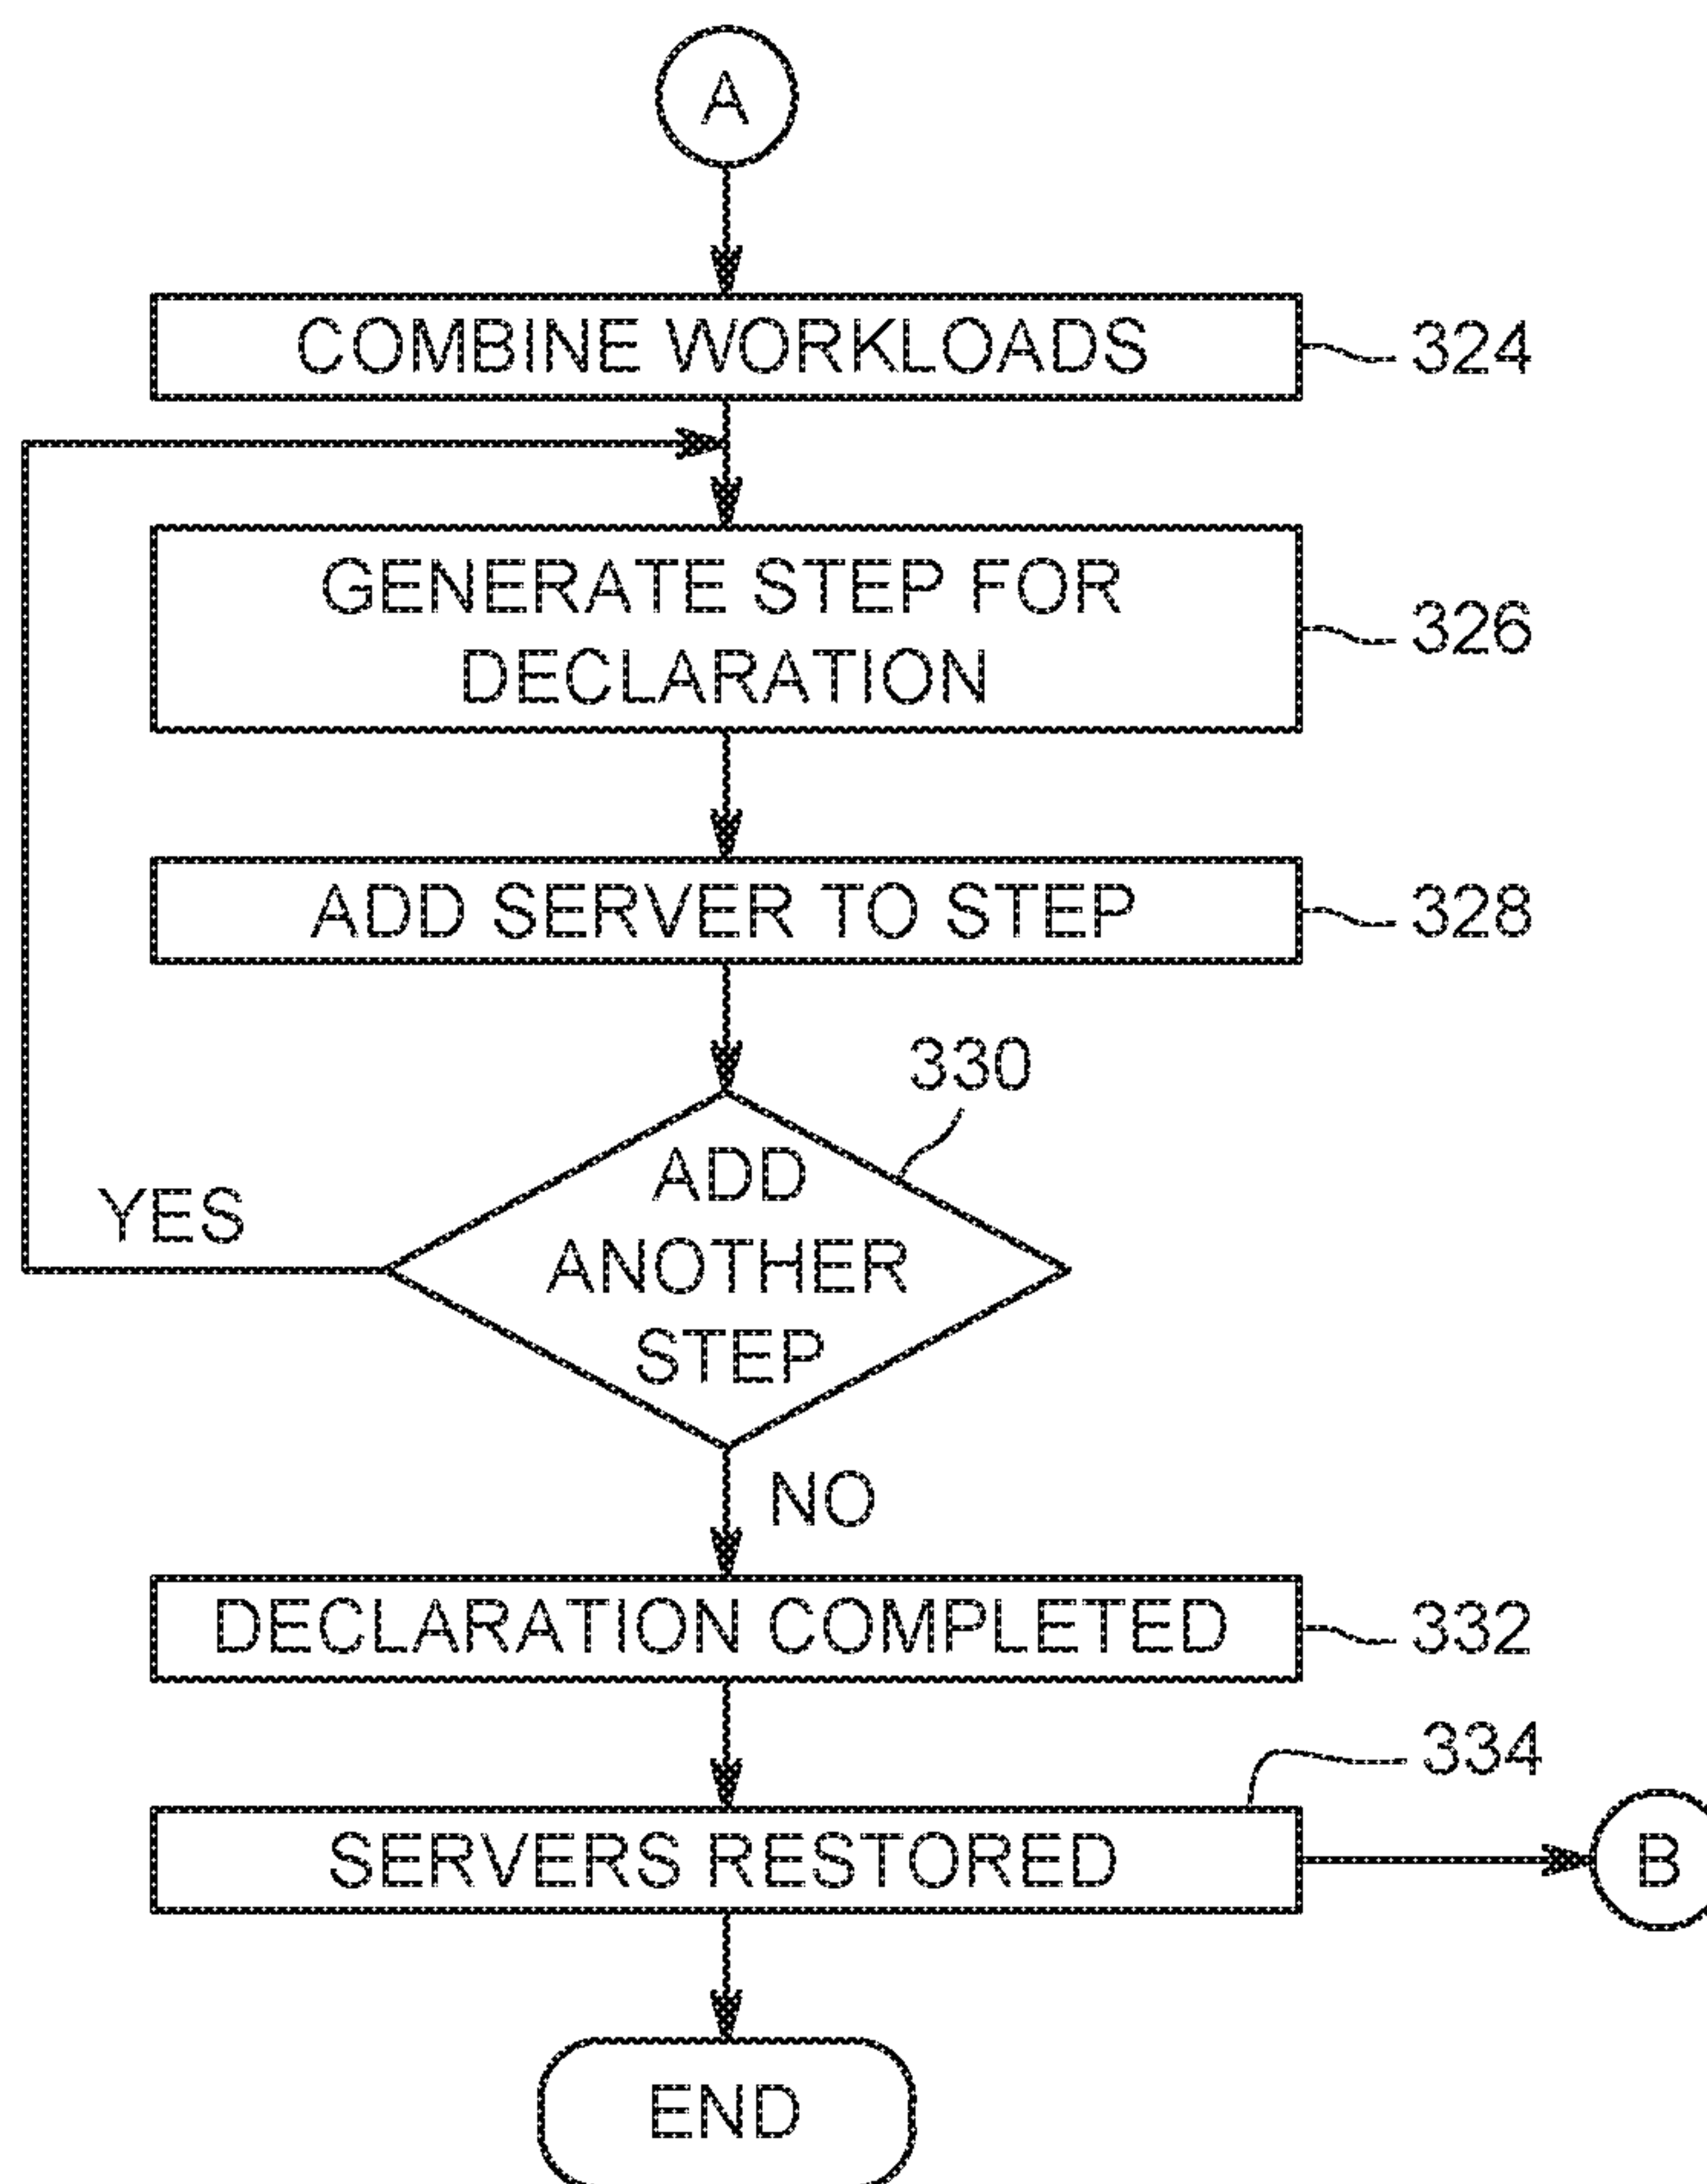 A
COMBINE WORKLOADS
324
GENERATE STEP FOR
DECLARATION
326
ADD SERVER TO STEP
328
330
ADD
ANOTHER
STEP
YES
NO
DECLARATION COMPLETED
332
334
SERVERS RESTORED
B
END